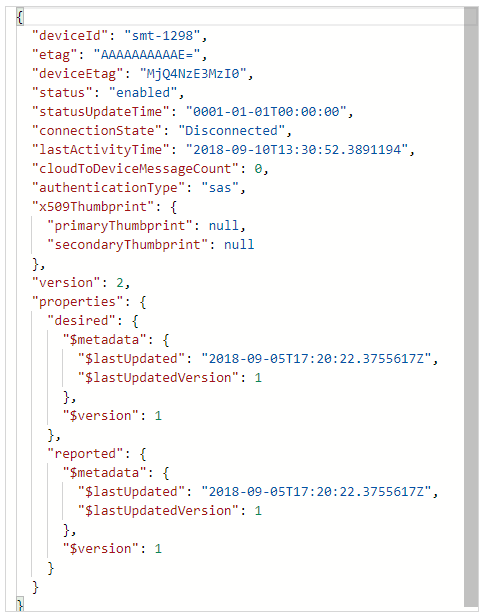 {
"deviceId": "smt-1298",
"etag": "AAAAAAAAAAE=",
"deviceEtag": "MjQ4NzE3MzI0",
"status": "enabled",
"statusUpdateTime": "0001-01-01T00:00:00",
"connectionState": "Disconnected",
"lastActivityTime": "2018-09-10T13:30:52.3891194",
"cloudToDeviceMessageCount": 0,
"authenticationType": "sas",
"x509Thumbprint": {
"primaryThumbprint": null,
"secondaryThumbprint": null
},
"version": 2,
"properties": {
"desired": {
"$metadata": {
"$lastUpdated": "2018-09-05T17:20:22.3755617Z",
"$lastUpdatedVersion": 1
},
"$version": 1
},
"reported": {
"$metadata": {
"$lastUpdated": "2018-09-05T17:20:22.3755617Z",
"$lastUpdatedVersion": 1
},
"$version": 1
}
}
}